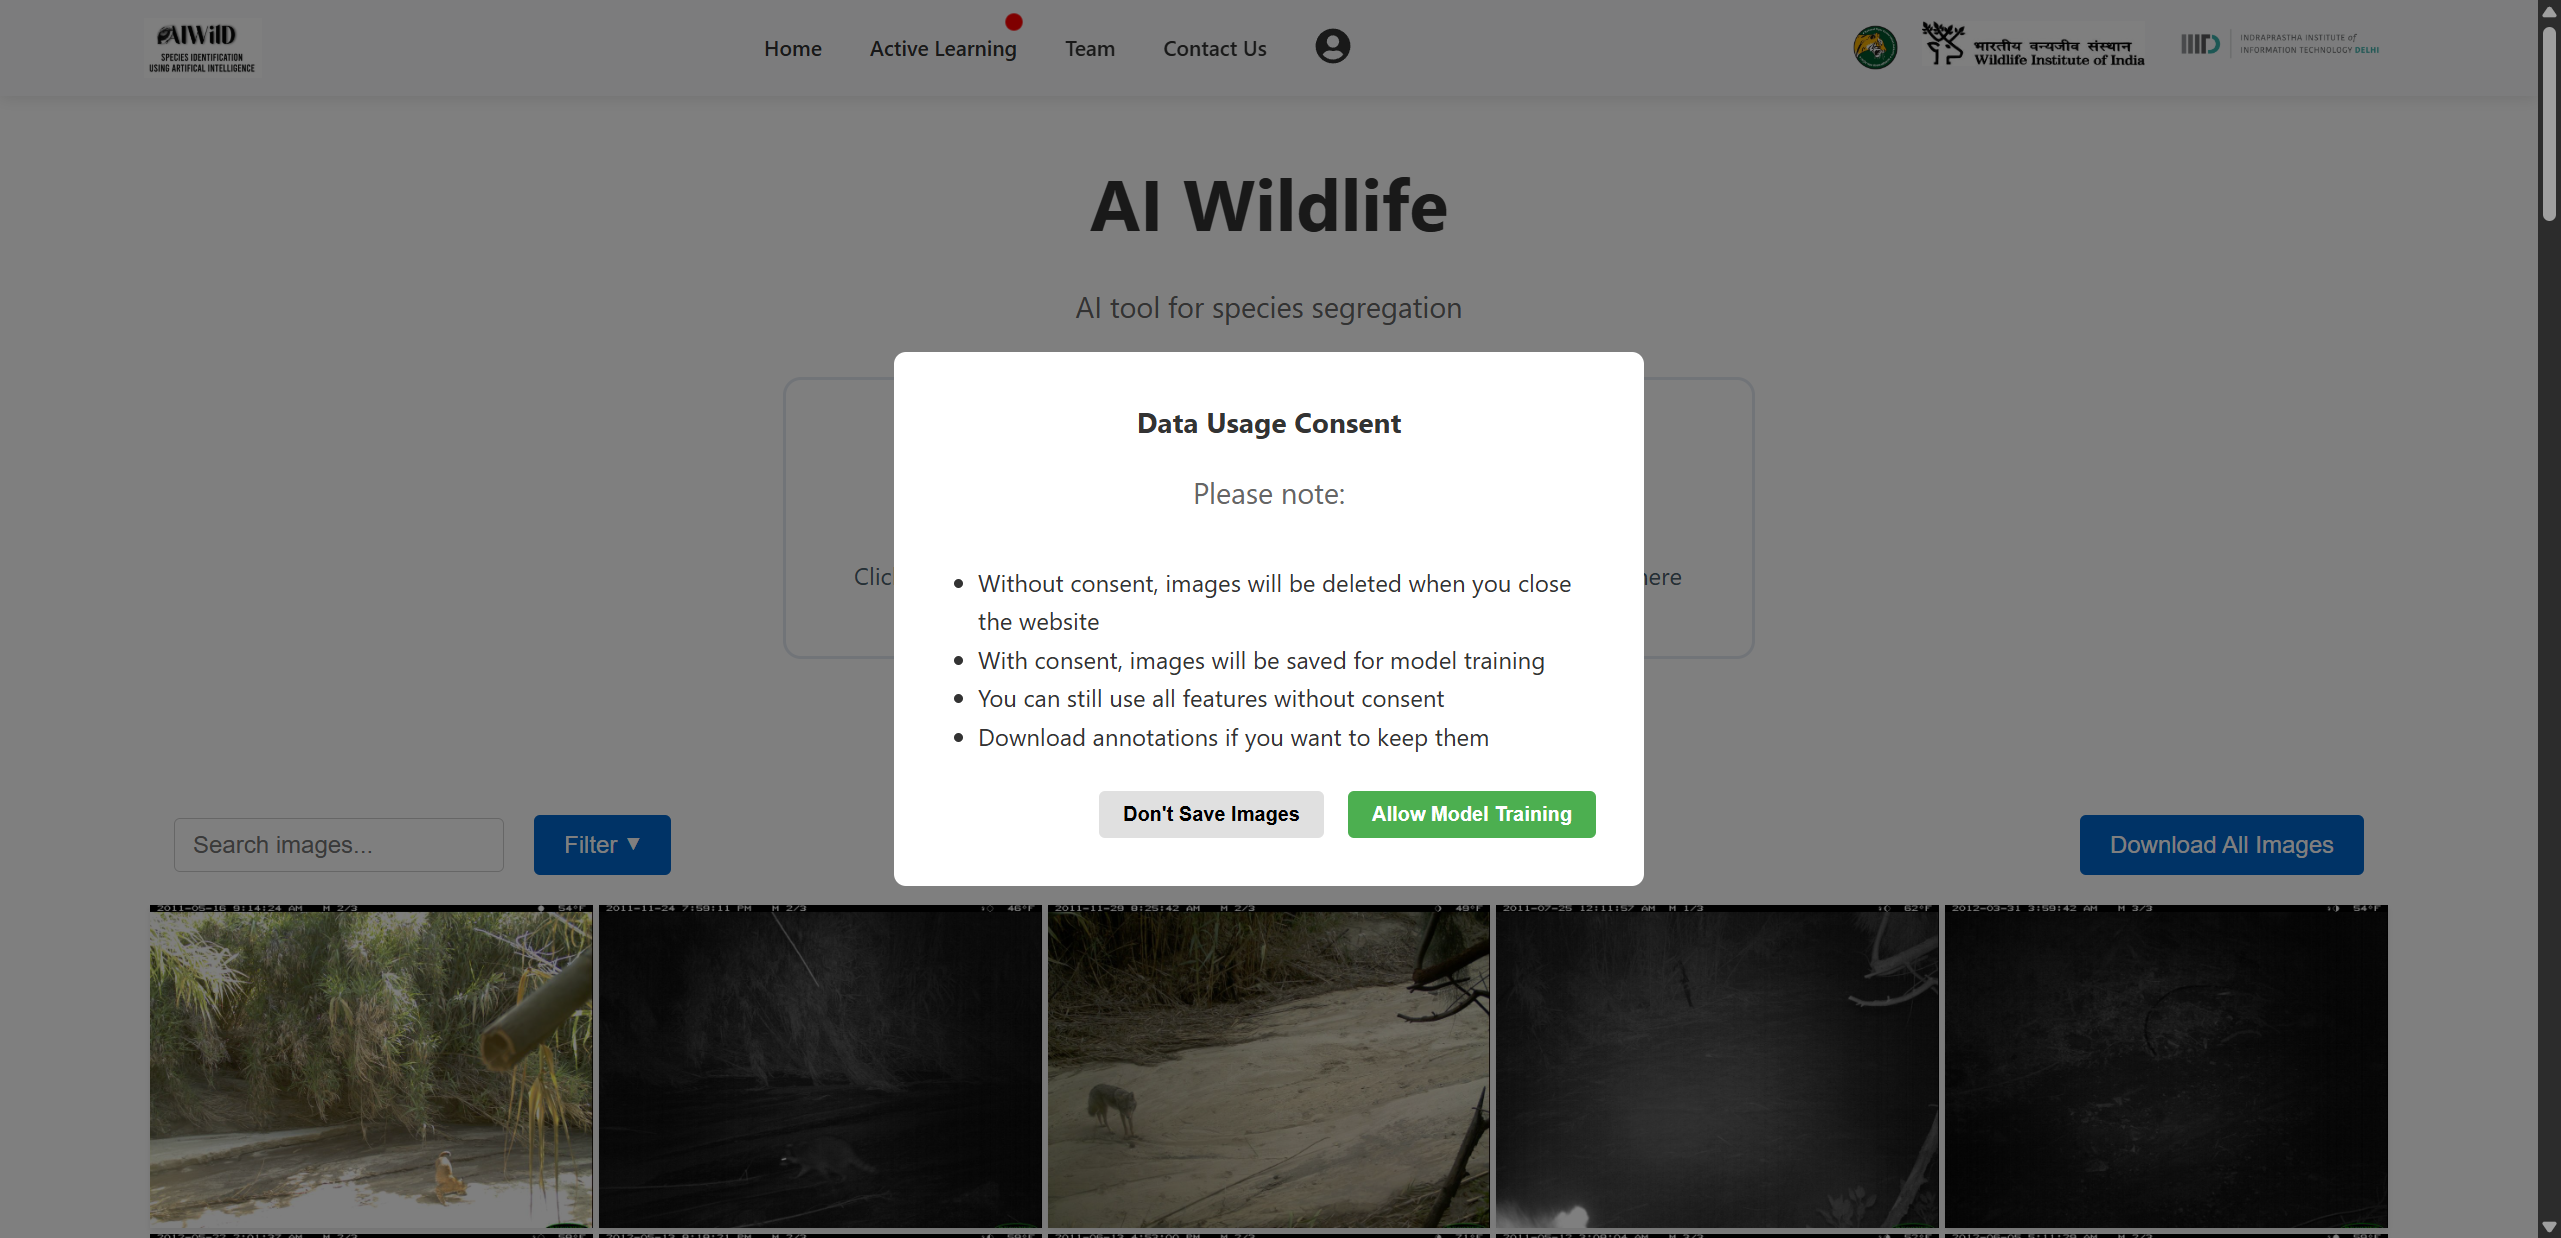 AIWilD
SPECIES IDENTIFICATION
USING ARTIFICAL INTELLIGENCE
Home
Active Learning
Team
Contact Us
भारतीय वन्यजीव संस्थान
Wildlife Institute of India
INDRAPRASTHA INSTITUTE of
INFORMATION TECHNOLOGY DELHI
AI Wildlife
AI tool for species segregation
Clic
here
Data Usage Consent
Please note:
Without consent, images will be deleted when you close
the website
With consent, images will be saved for model training
You can still use all features without consent
Download annotations if you want to keep them
Don't Save Images
Allow Model Training
Search images...
Filter ▼
Download All Images
2011-05-16 9:14:24 AM M 2/3 54°F
2011-11-24 7:59:11 PM M 2/3 46°F
2011-11-29 8:25:42 AM M 2/3 49°F
2011-07-25 12:11:57 AM M 1/3 62°F
2012-03-31 3:59:42 AM M 3/3 54°F